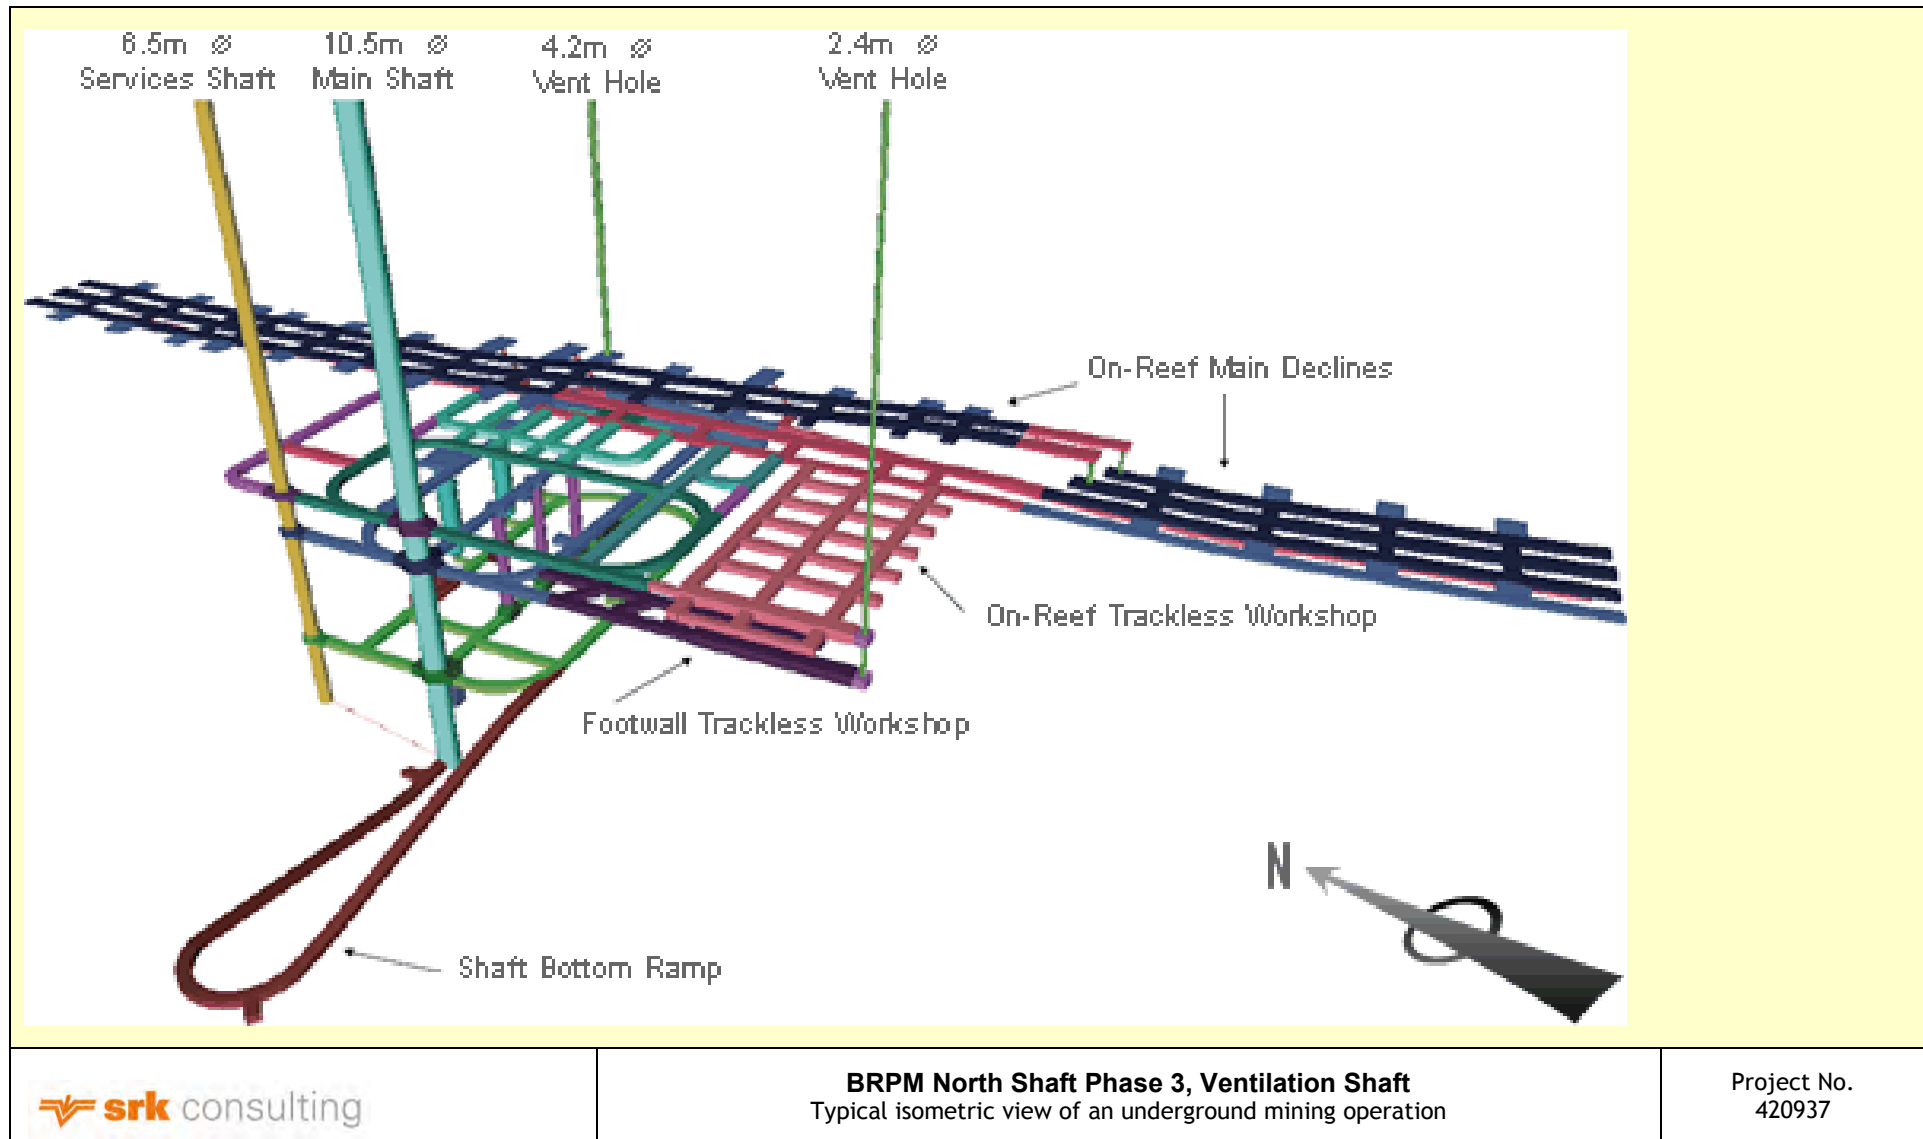 6.5m ⌀ 10.5m ⌀ 4.2m ⌀ 2.4m ⌀
Services Shaft Main Shaft Vent Hole Vent Hole
On-Reef Main Declines
On-Reef Trackless Workshop
Footwall Trackless Workshop
N
Shaft Bottom Ramp
srk consulting
BRPM North Shaft Phase 3, Ventilation Shaft
Typical isometric view of an underground mining operation
Project No.
420937